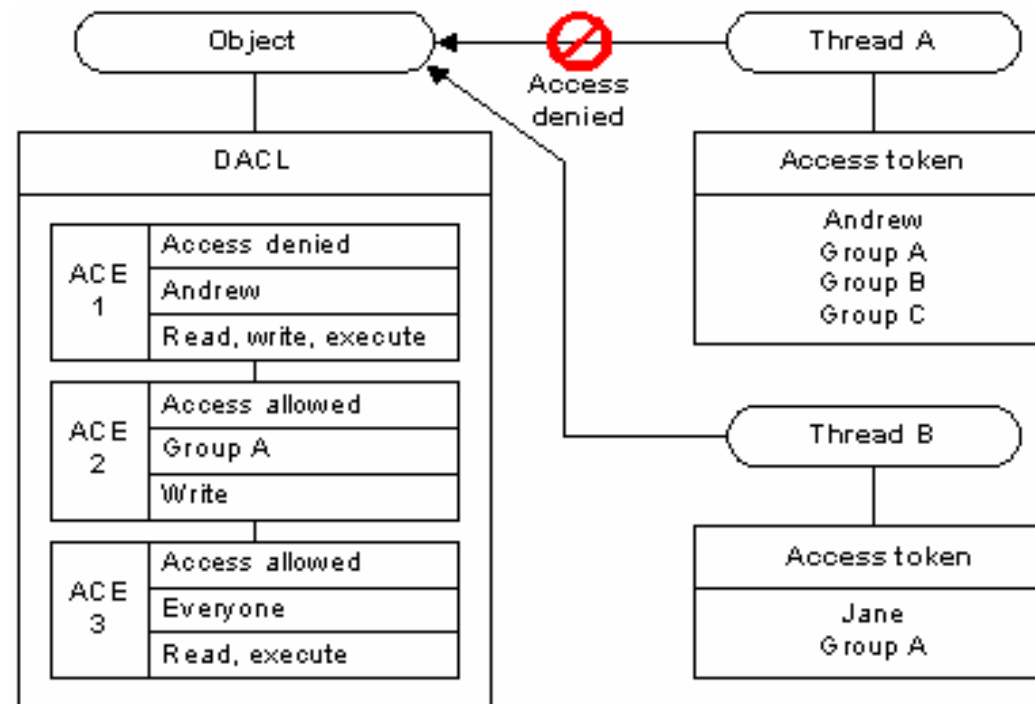 Object
Access
denied
Thread A
DACL
ACE
1
Access denied
Andrew
Read, write, execute
ACE
2
Access allowed
Group A
Write
ACE
3
Access allowed
Everyone
Read, execute
Access token
Andrew
Group A
Group B
Group C
Thread B
Access token
Jane
Group A